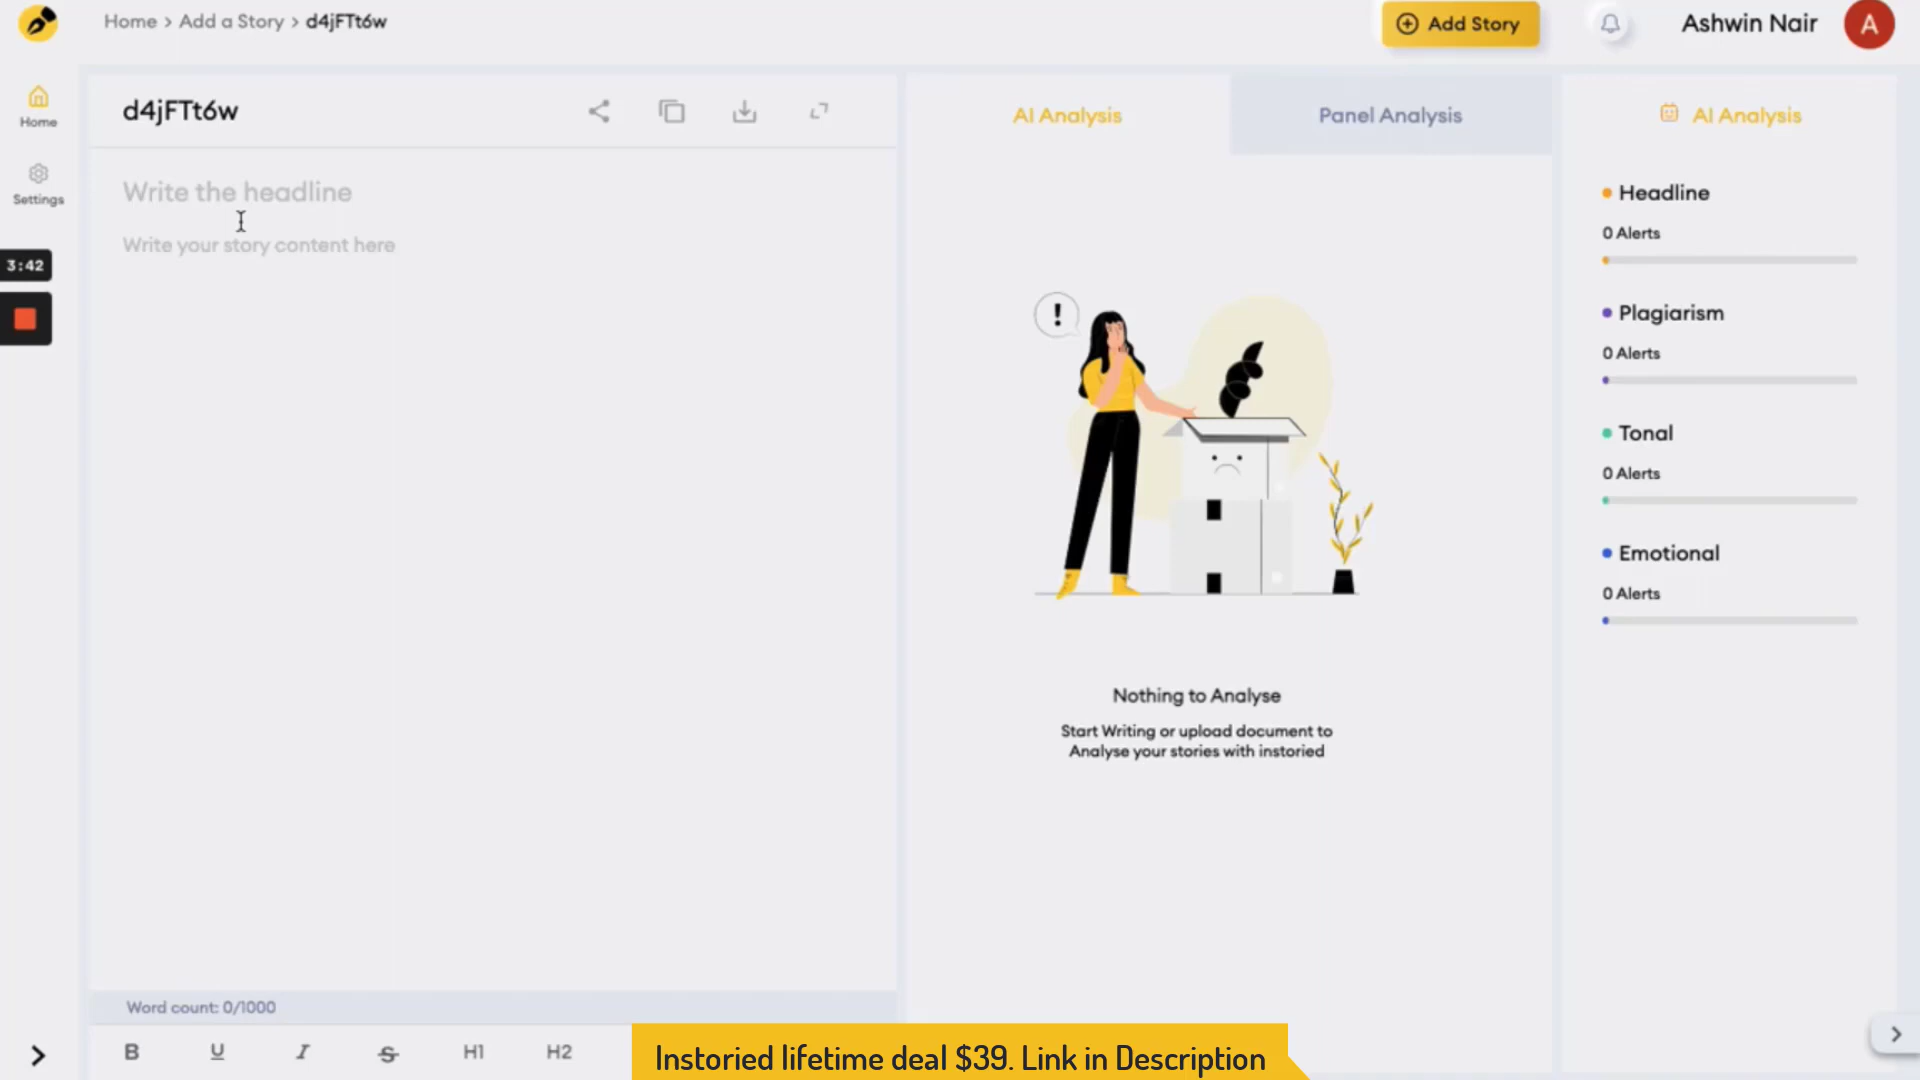 Home > Add a Story > d4jFTt6w
Add Story
Ashwin Nair
A
Home
Settings
3:42
d4jFTt6w
Write the headline
Write your story content here
Word count: 0/1000
B U I S H1 H2
AI Analysis
Panel Analysis
!
Nothing to Analyse
Start Writing or upload document to
Analyse your stories with instoried
AI Analysis
Headline
0 Alerts
Plagiarism
0 Alerts
Tonal
0 Alerts
Emotional
0 Alerts
Instoried lifetime deal $39. Link in Description